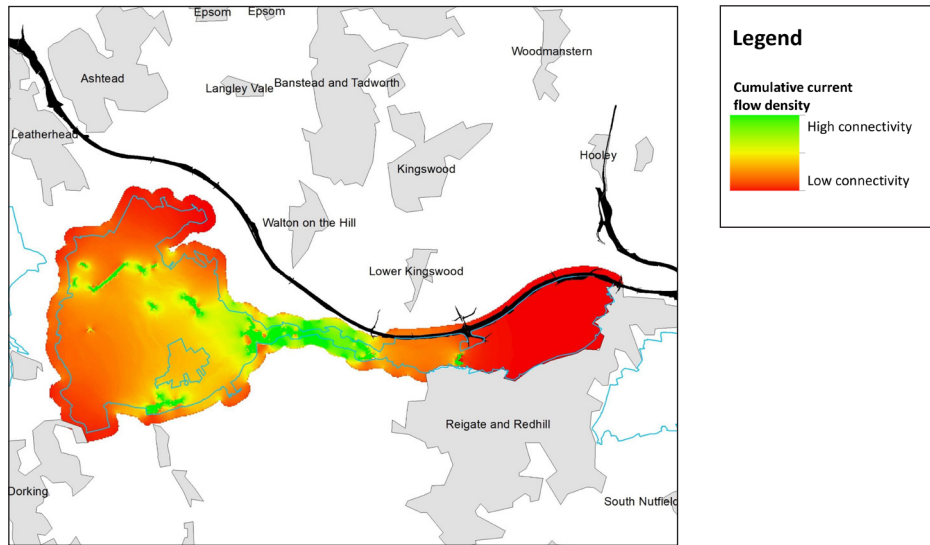 Epsom
Epsom
Woodmanstern
Ashtead
Langley Vale
Banstead and Tadworth
Leatherhead
Hooley
Kingswood
Walton on the Hill
Lower Kingswood
Reigate and Redhill
Dorking
South Nutfield
Legend
Cumulative current
flow density
High connectivity
Low connectivity